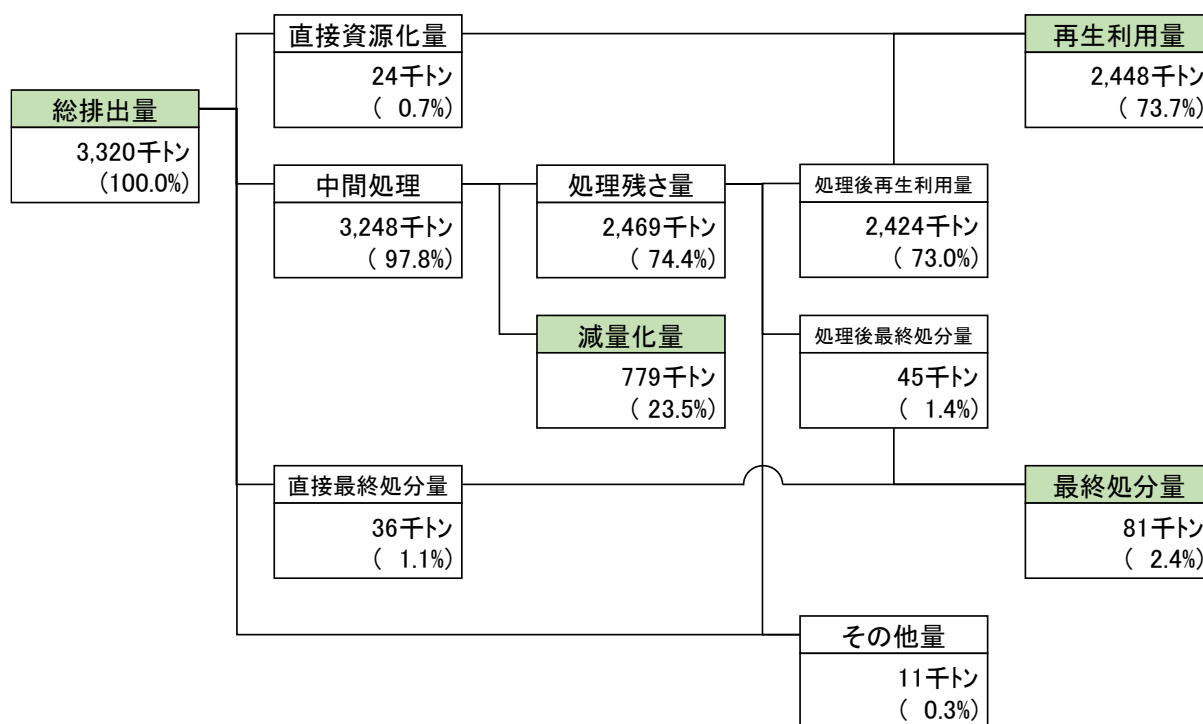 直接資源化量
24千トン
( 0.7%)
再生利用量
2,448千トン
( 73.7%)
総排出量
3,320千トン
(100.0%)
中間処理
3,248千トン
( 97.8%)
処理残さ量
2,469千トン
( 74.4%)
処理後再生利用量
2,424千トン
( 73.0%)
減量化量
779千トン
( 23.5%)
処理後最終処分量
45千トン
( 1.4%)
直接最終処分量
36千トン
( 1.1%)
最終処分量
81千トン
( 2.4%)
その他量
11千トン
( 0.3%)